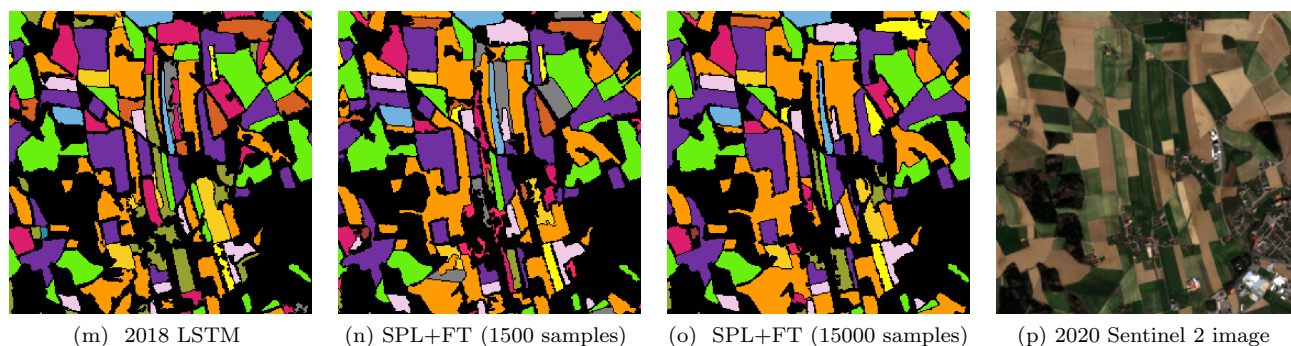 (m) 2018 LSTM
(n) SPL+FT (1500 samples)
(o) SPL+FT (15000 samples)
(p) 2020 Sentinel 2 image